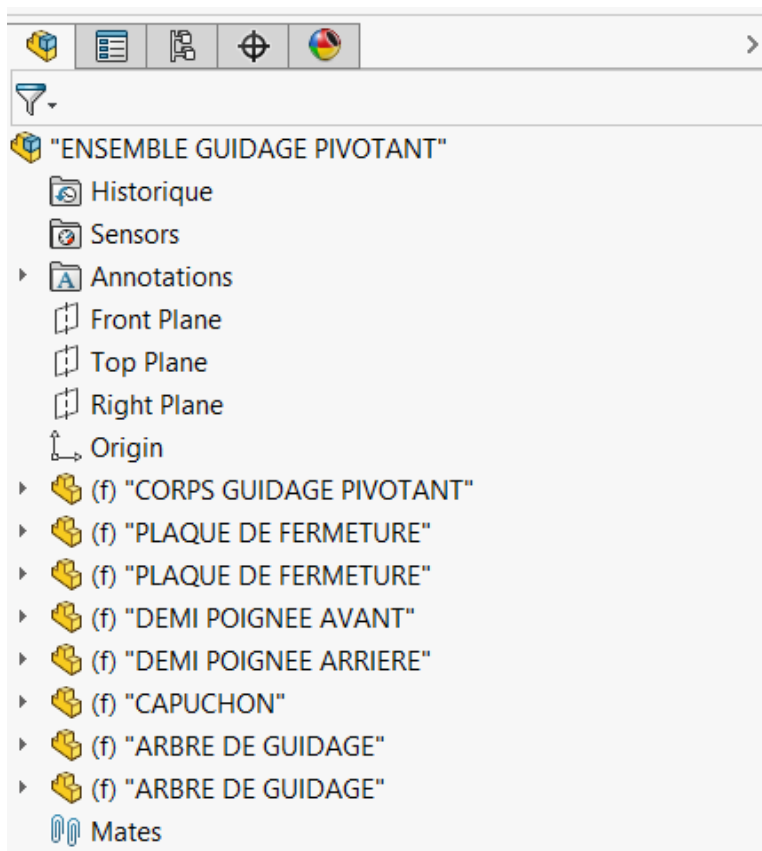 "ENSEMBLE GUIDAGE PIVOTANT"
Historique
Sensors
A Annotations
Front Plane
Top Plane
Right Plane
Origin
(f) "CORPS GUIDAGE PIVOTANT"
(f) "PLAQUE DE FERMETURE"
(f) "PLAQUE DE FERMETURE"
(f) "DEMI POIGNEE AVANT"
(f) "DEMI POIGNEE ARRIERE"
(f) "CAPUCHON"
(f) "ARBRE DE GUIDAGE"
(f) "ARBRE DE GUIDAGE"
Mates